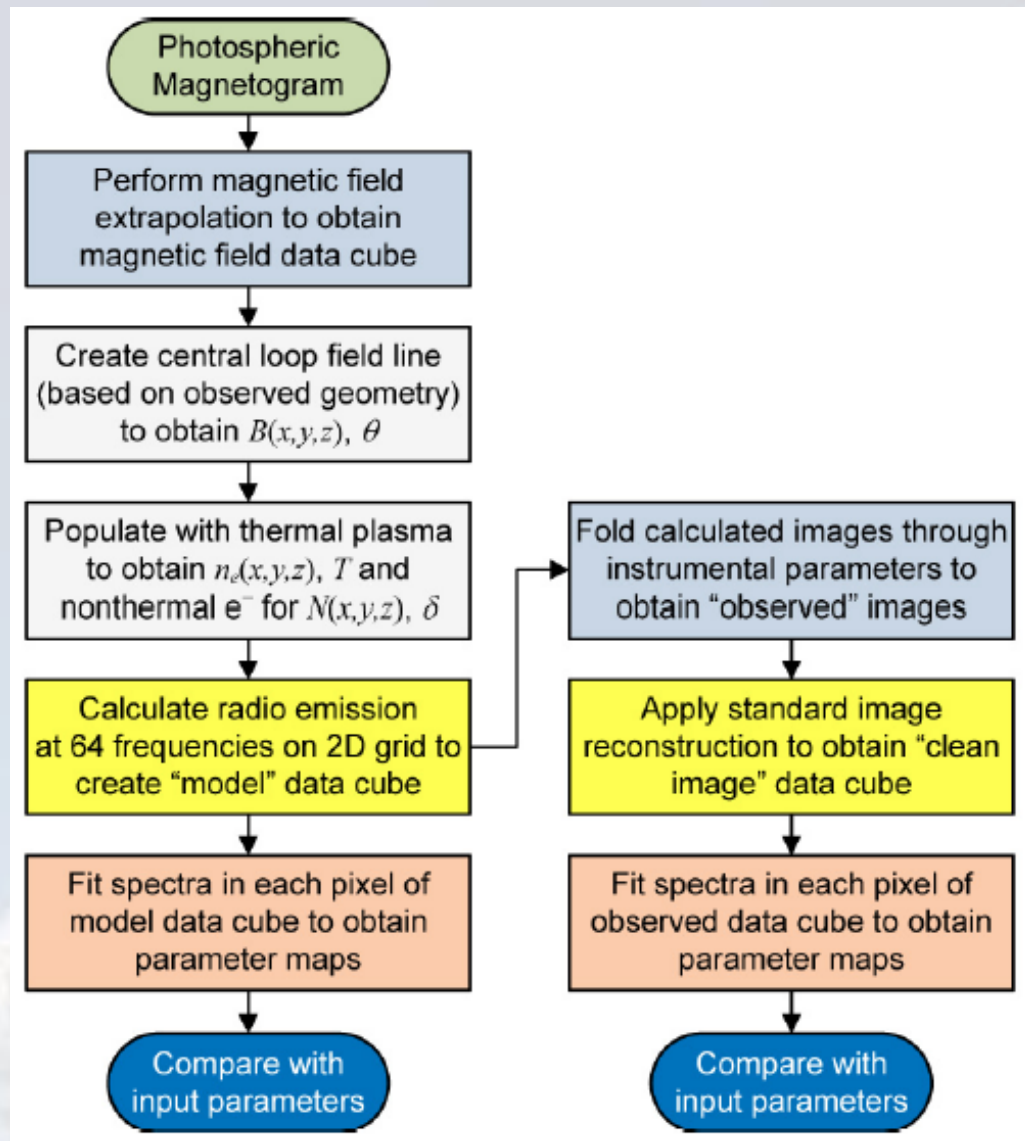 Photospheric
Magnetogram
Perform magnetic field
extrapolation to obtain
magnetic field data cube
Create central loop field line
(based on observed geometry)
to obtain B(x,y,z), θ
Populate with thermal plasma
to obtain nₑ(x,y,z), T and
nonthermal e⁻ for N(x,y,z), δ
Calculate radio emission
at 64 frequencies on 2D grid to
create “model” data cube
Fit spectra in each pixel of
model data cube to obtain
parameter maps
Compare with
input parameters
Fold calculated images through
instrumental parameters to
obtain “observed” images
Apply standard image
reconstruction to obtain “clean
image” data cube
Fit spectra in each pixel of
observed data cube to obtain
parameter maps
Compare with
input parameters